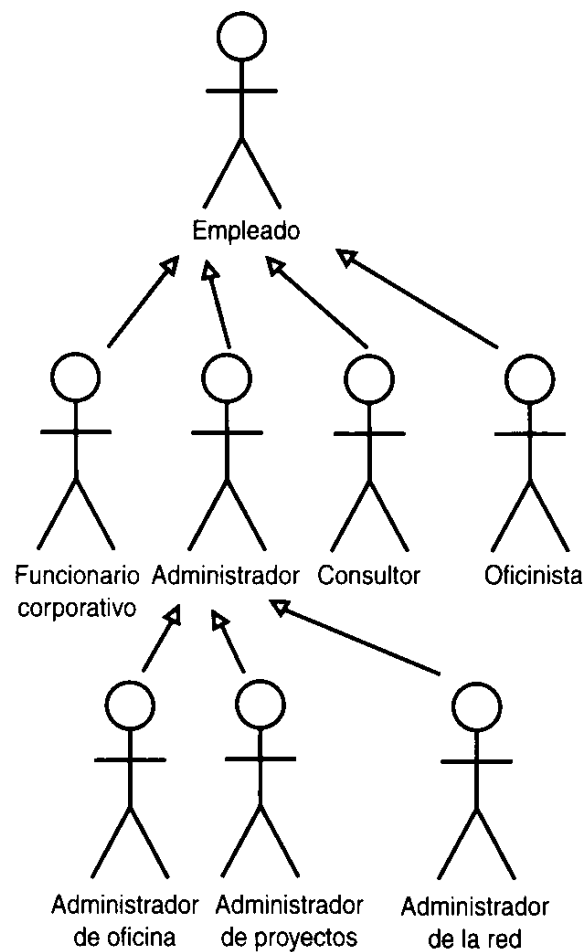 Empleado
Funcionario
corporativo
Administrador
Consultor
Oficinista
Administrador
de oficina
Administrador
de proyectos
Administrador
de la red